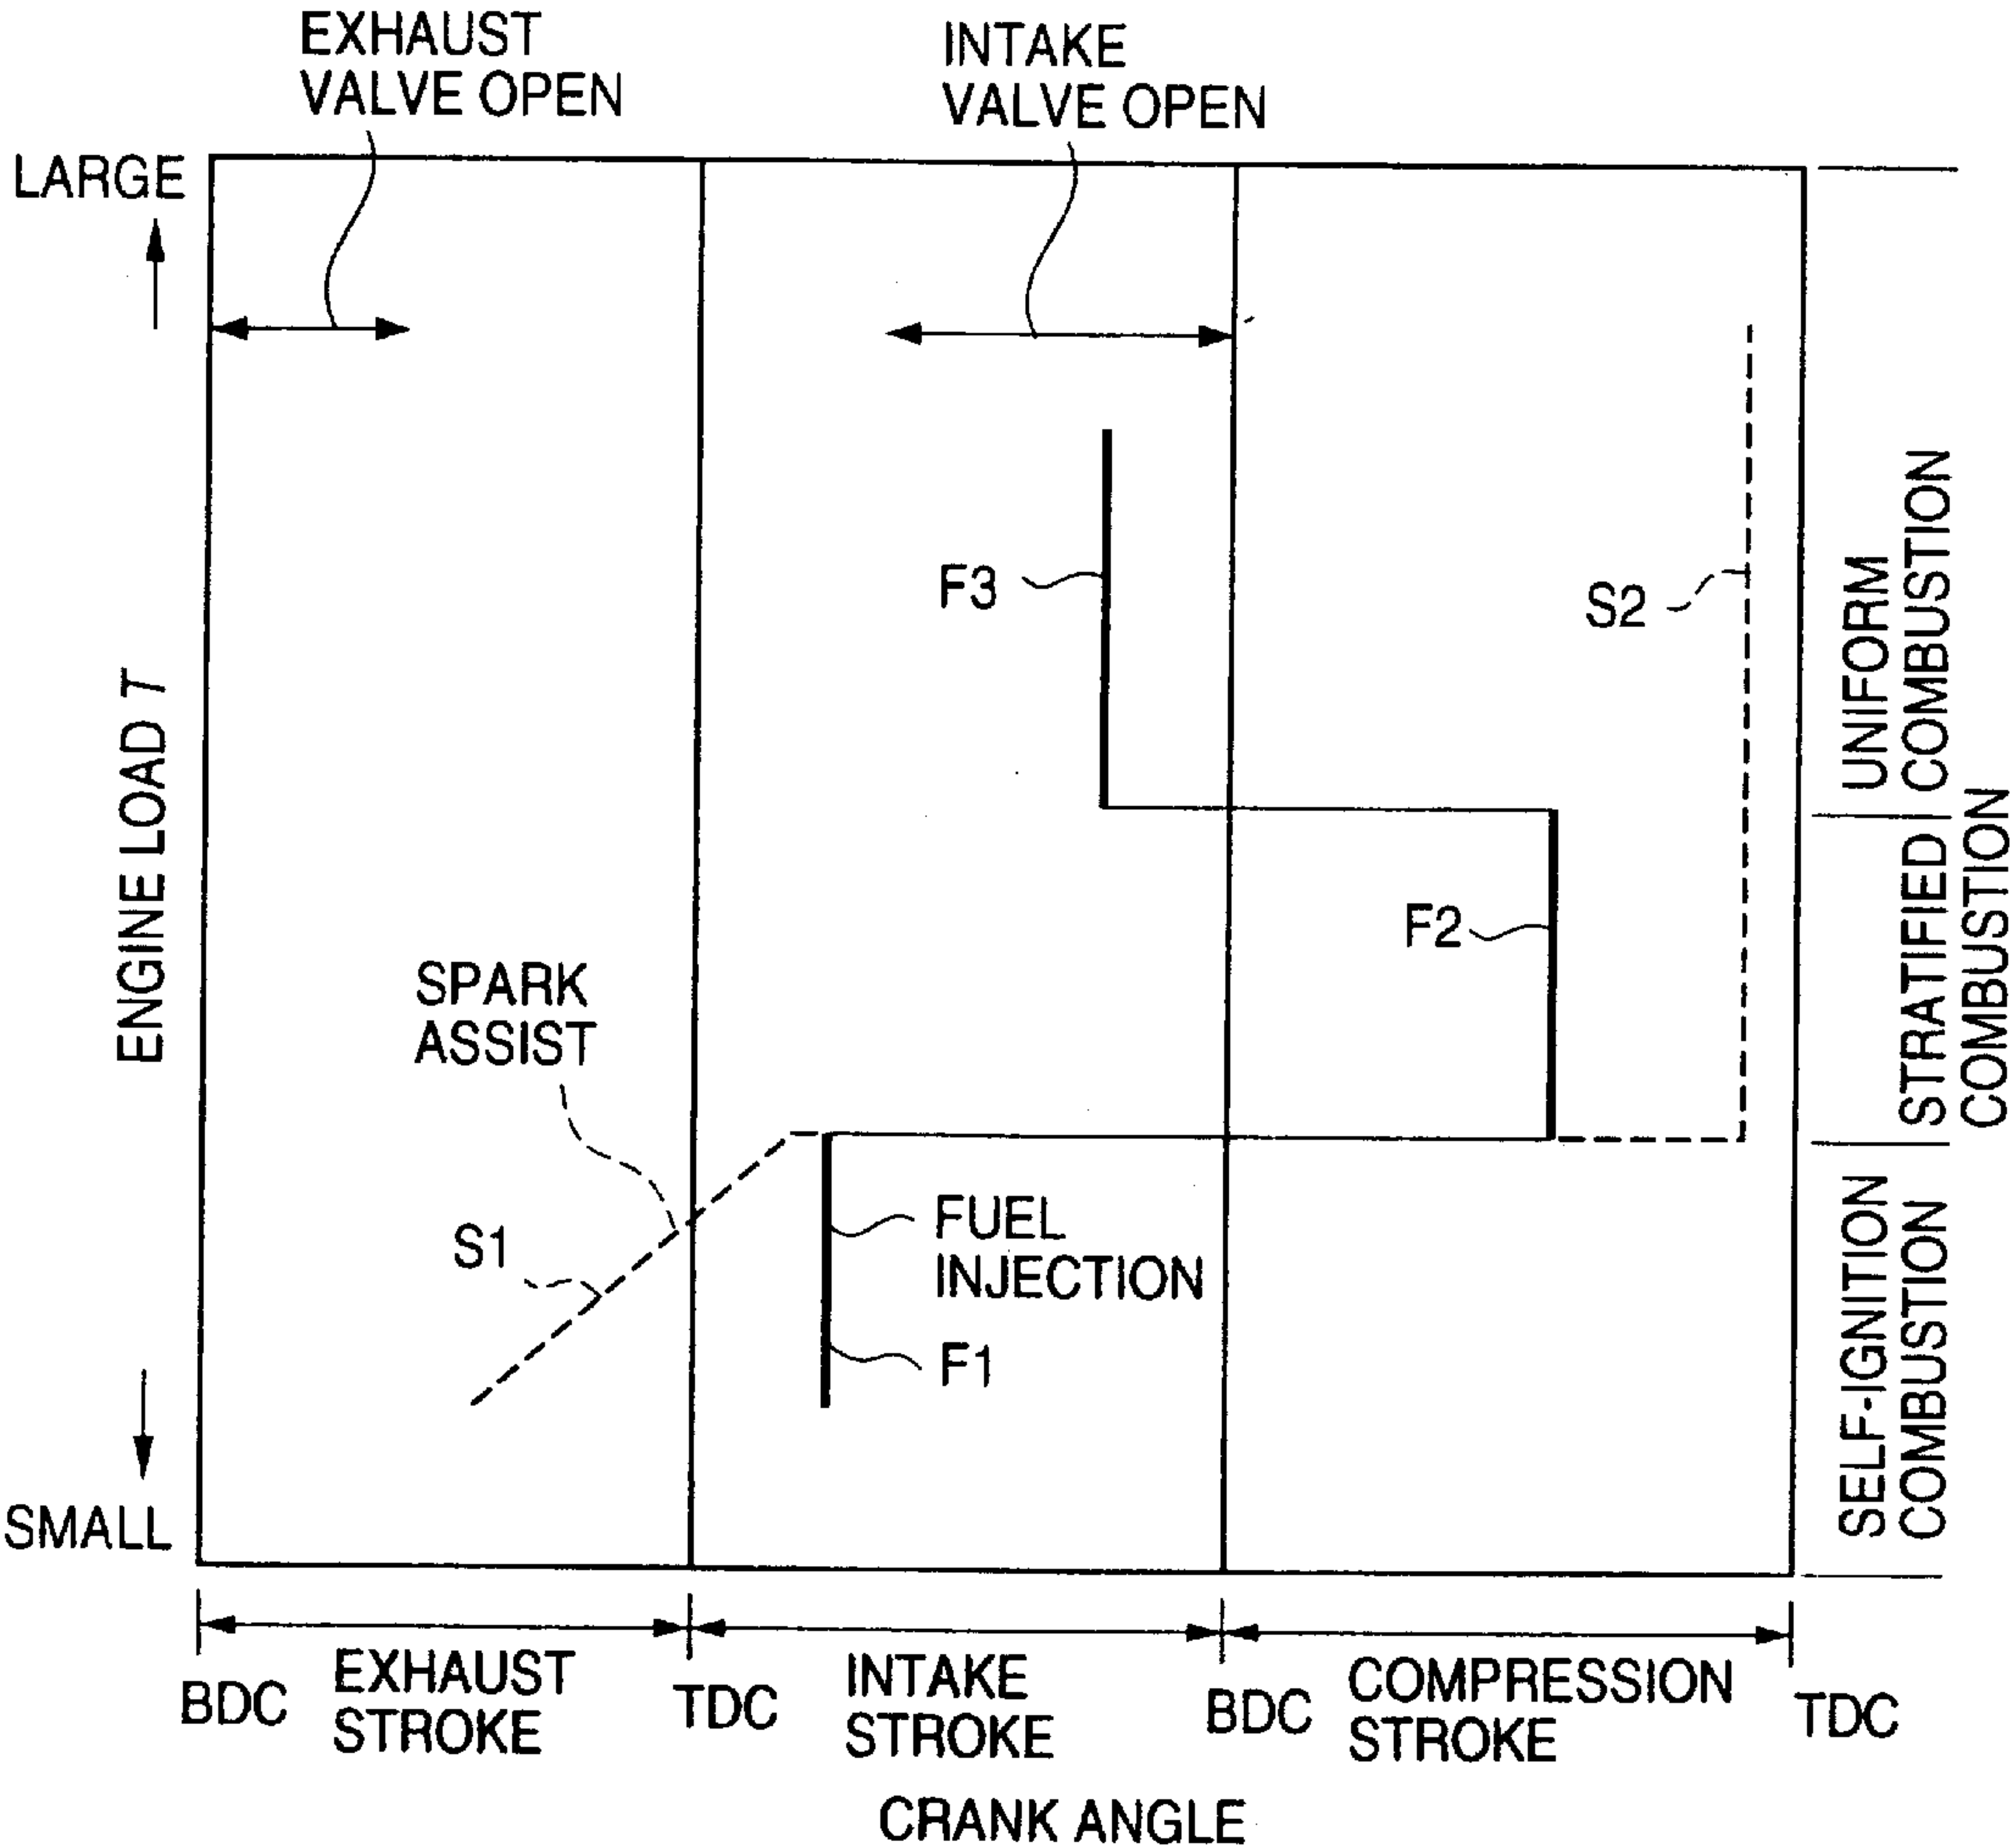 EXHAUST
VALVE OPEN
INTAKE
VALVE OPEN
LARGE
ENGINE LOAD T
SMALL
F3
S2
F2
SPARK
ASSIST
S1
FUEL
INJECTION
F1
UNIFORM
COMBUSTION
STRATIFIED
COMBUSTION
SELF-IGNITION
COMBUSTION
BDC
EXHAUST
STROKE
TDC
INTAKE
STROKE
BDC
COMPRESSION
STROKE
TDC
CRANK ANGLE